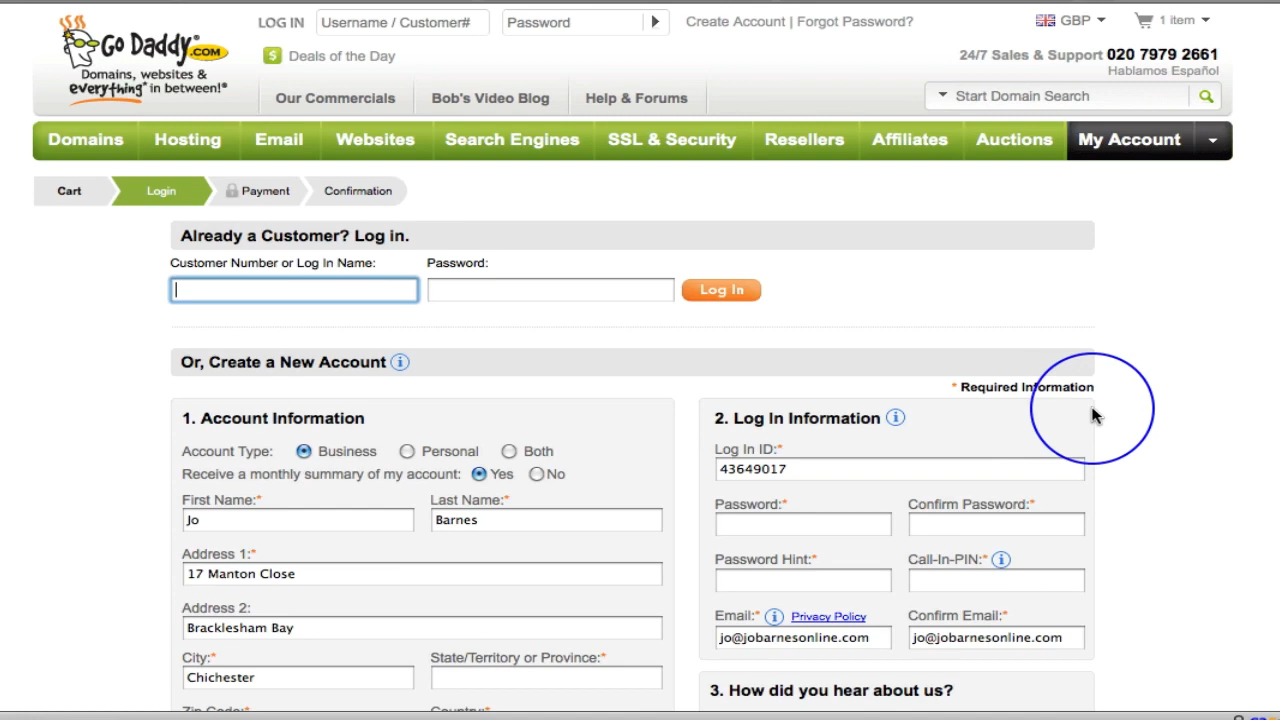 Go Daddy.COM
Domains, websites &
everything* in between!*
LOG IN Username / Customer# Password Create Account | Forgot Password? GBP 1 item
$ Deals of the Day
24/7 Sales & Support 020 7979 2661
Hablamos Español
Our Commercials Bob's Video Blog Help & Forums Start Domain Search
Domains Hosting Email Websites Search Engines SSL & Security Resellers Affiliates Auctions My Account
Cart Login Payment Confirmation
Already a Customer? Log in.
Customer Number or Log In Name: Password:
Log In
Or, Create a New Account i
* Required Information
1. Account Information
Account Type: Business Personal Both
Receive a monthly summary of my account: Yes No
First Name:* Last Name:*
Jo Barnes
Address 1:*
17 Manton Close
Address 2:
Bracklesham Bay
City:* State/Territory or Province:*
Chichester
Zip Code:* Country:*
2. Log In Information i
Log In ID:*
43649017
Password:* Confirm Password:*
Password Hint:* Call-In-PIN:* i
Email:* i Privacy Policy Confirm Email:*
jo@jobarnesonline.com jo@jobarnesonline.com
3. How did you hear about us?